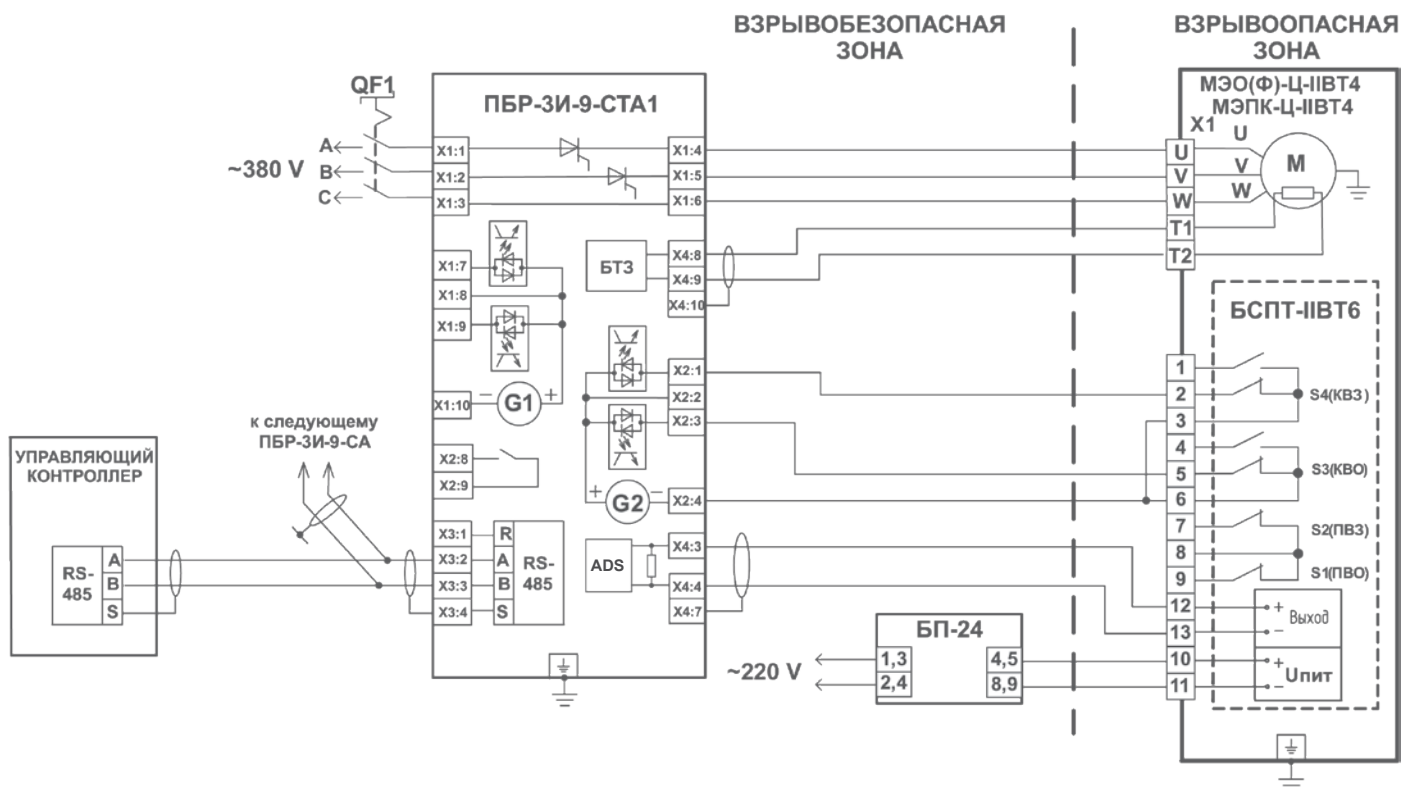 ВЗРЫВОБЕЗОПАСНАЯ
ЗОНА
ВЗРЫВООПАСНАЯ
ЗОНА
QF1
ПБР-3И-9-СТА1
МЭО(Ф)-Ц-IIВТ4
МЭПК-Ц-IIВТ4
X1
~380 V
A
B
C
X1:1
X1:2
X1:3
X1:4
X1:5
X1:6
U
V
W
T1
T2
U
V
W
M
X1:7
X1:8
X1:9
X1:10
− G1 +
БТЗ
X4:8
X4:9
X4:10
X2:1
X2:2
X2:3
+ G2 −
X2:4
БСПТ-IIВТ6
1
2
3
4
5
6
7
8
9
12
13
10
11
S4(КВЗ)
S3(КВО)
S2(ПВЗ)
S1(ПВО)
+
−
Выход
+
−
Uпит
к следующему
ПБР-3И-9-СА
УПРАВЛЯЮЩИЙ
КОНТРОЛЛЕР
RS-
485
A
B
S
X2:8
X2:9
X3:1
X3:2
X3:3
X3:4
R
A
B
S
RS-
485
ADS
X4:3
X4:4
X4:7
БП-24
~220 V
1,3
2,4
4,5
8,9